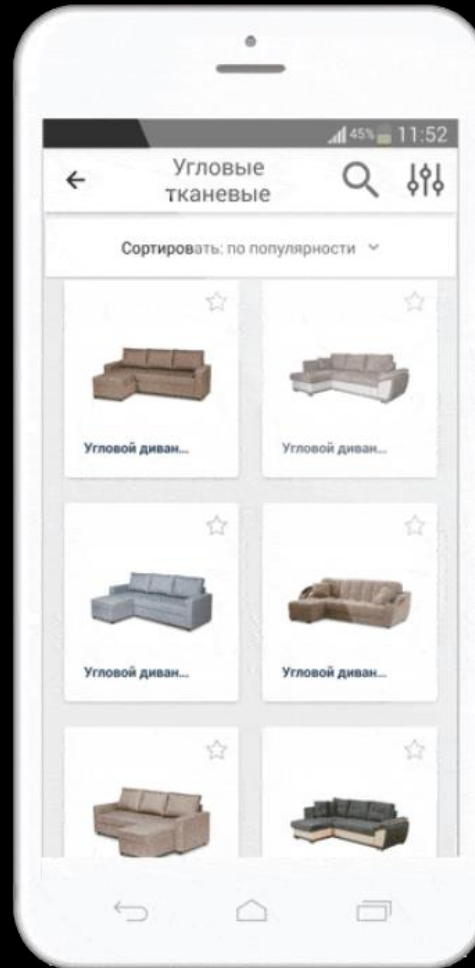 45% 11:52
Угловые
тканевые
Сортировать: по популярности
Угловой диван...
Угловой диван...
Угловой диван...
Угловой диван...